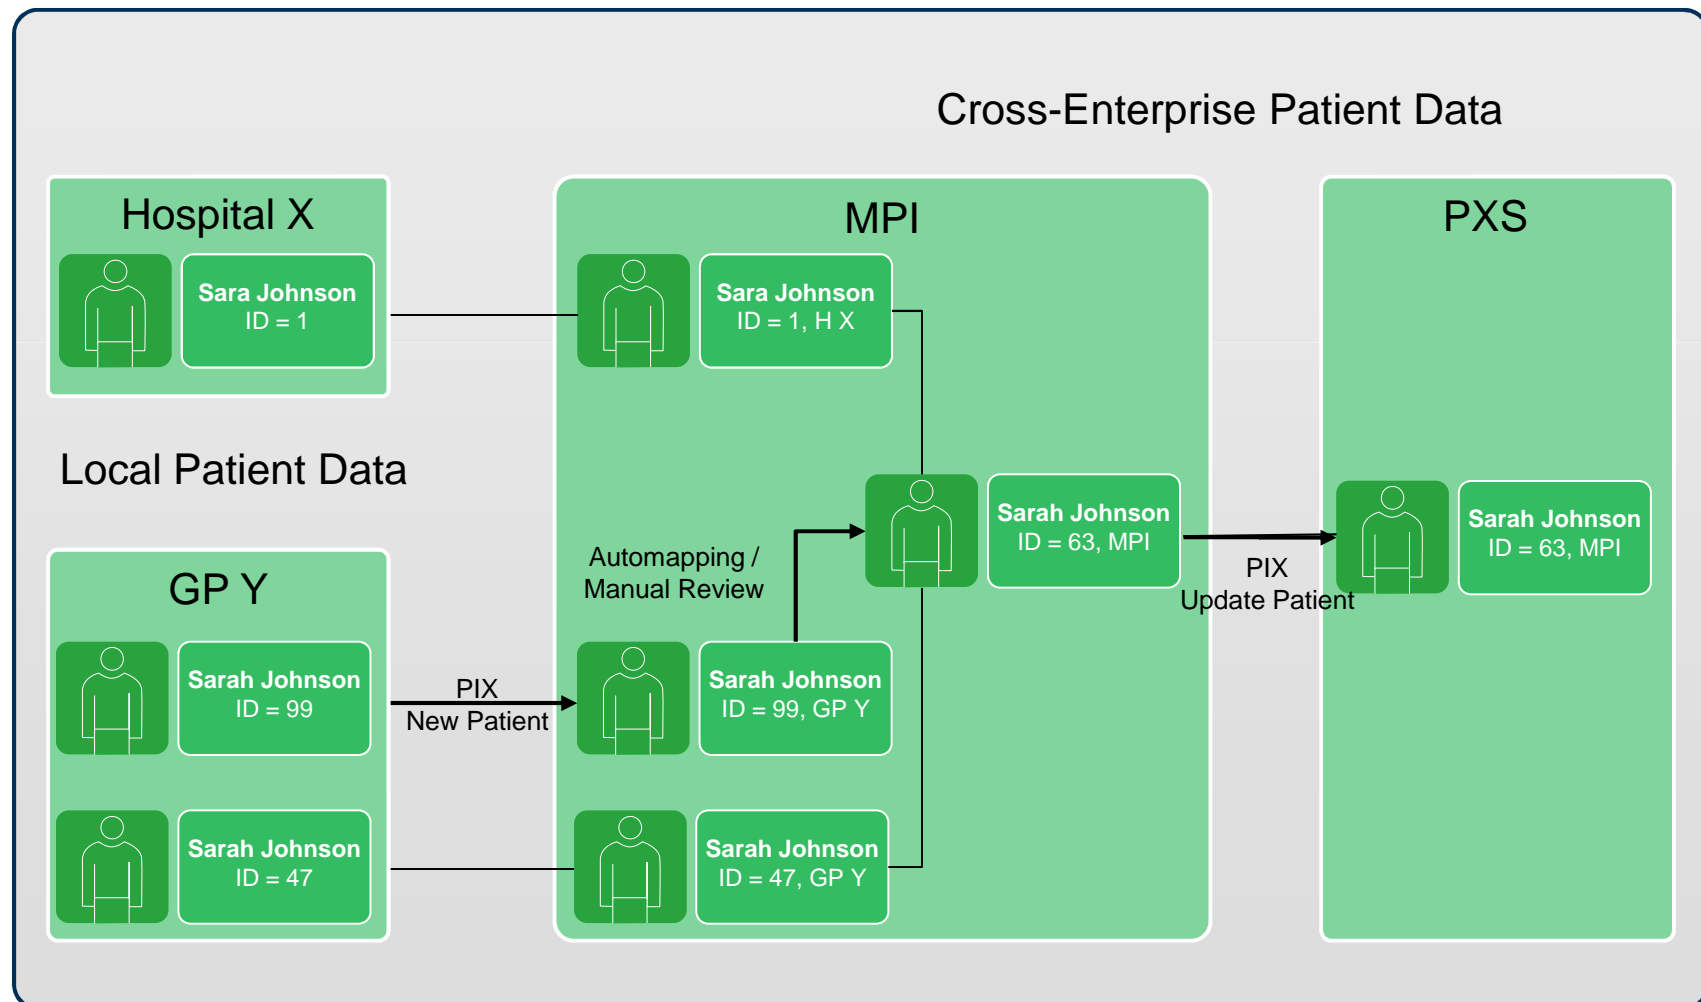 Cross-Enterprise Patient Data
Hospital X
Sara Johnson
ID = 1
MPI
Sara Johnson
ID = 1, H X
PXS
Local Patient Data
GP Y
Sarah Johnson
ID = 99
PIX
New Patient
Automapping /
Manual Review
Sarah Johnson
ID = 99, GP Y
Sarah Johnson
ID = 63, MPI
PIX
Update Patient
Sarah Johnson
ID = 63, MPI
Sarah Johnson
ID = 47
Sarah Johnson
ID = 47, GP Y